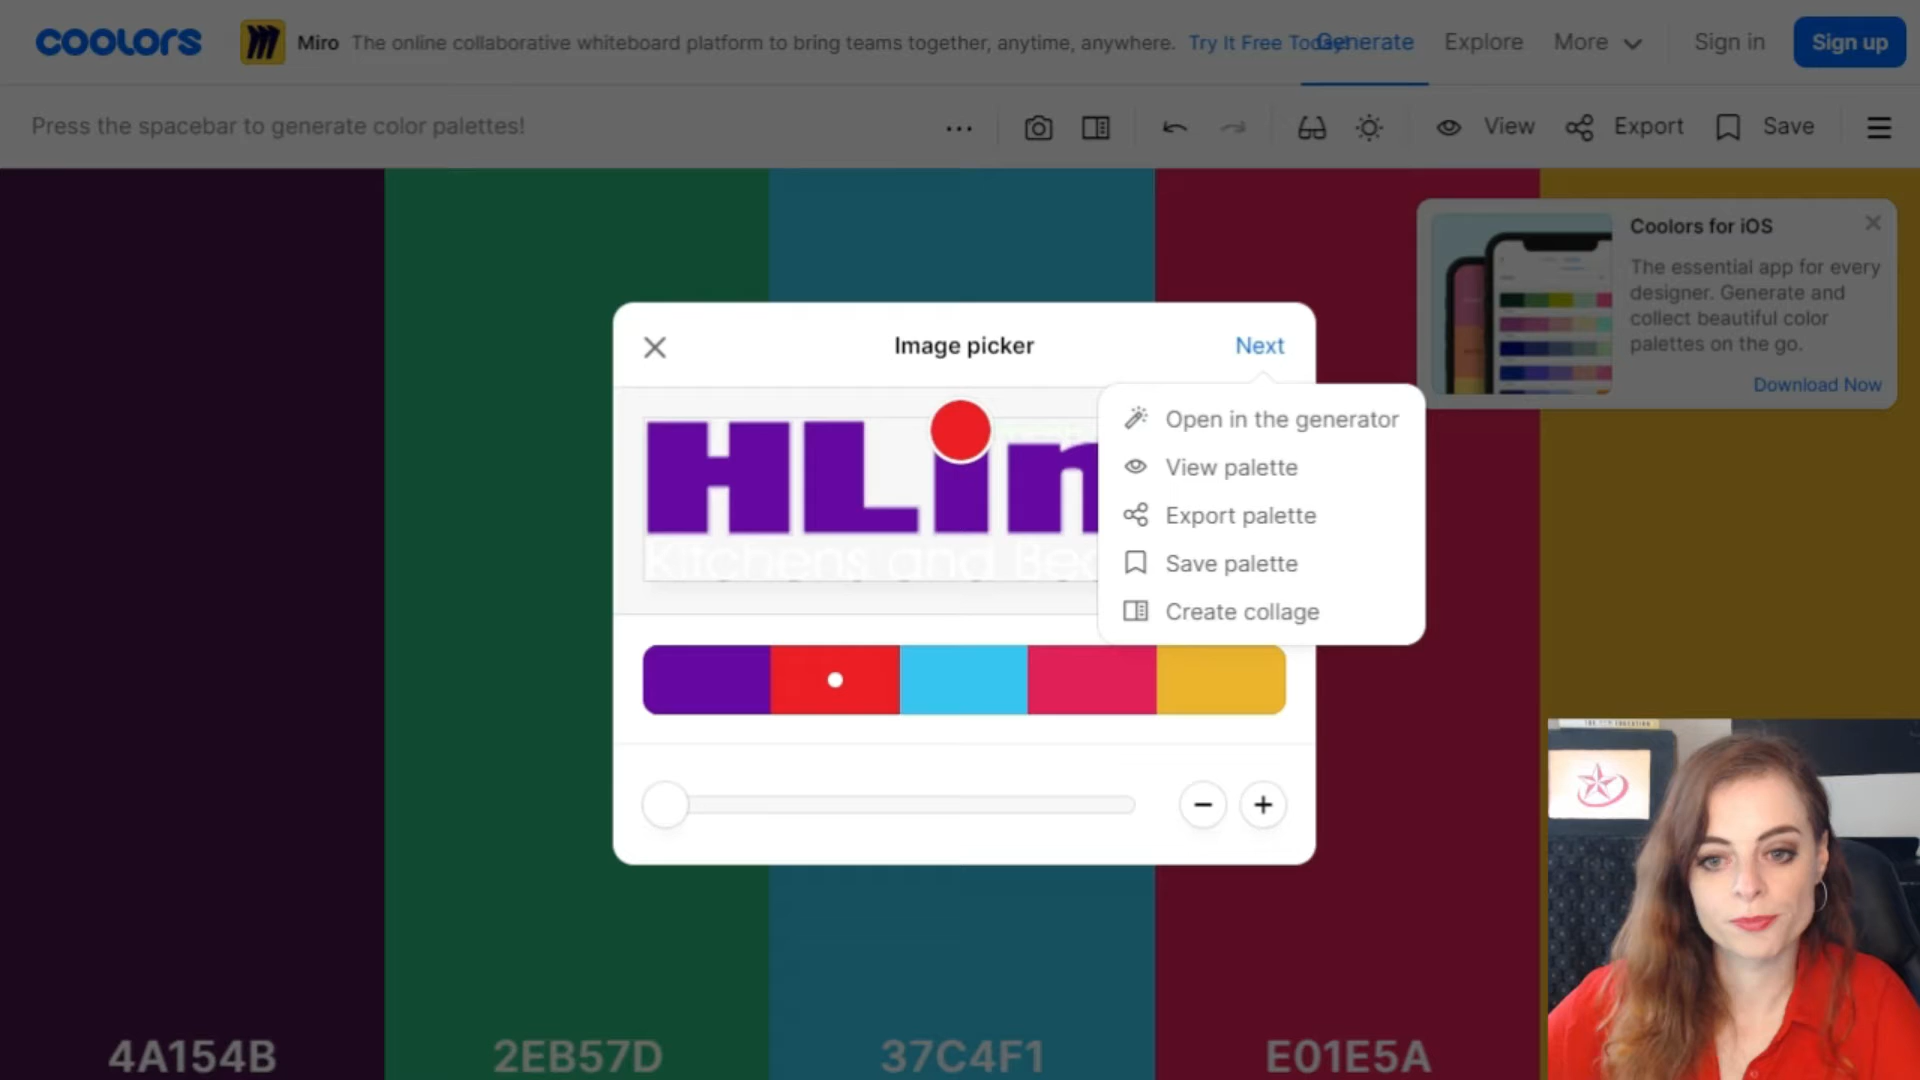 coolors
Miro The online collaborative whiteboard platform to bring teams together, anytime, anywhere. Try It Free Today!
Generate
Explore
More
Sign in
Sign up
Press the spacebar to generate color palettes!
View
Export
Save
Coolors for iOS
The essential app for every
designer. Generate and
collect beautiful color
palettes on the go.
Download Now
Image picker
Next
Open in the generator
View palette
Export palette
Save palette
Create collage
HLin
Kitchens and Be
4A154B
2EB57D
37C4F1
E01E5A